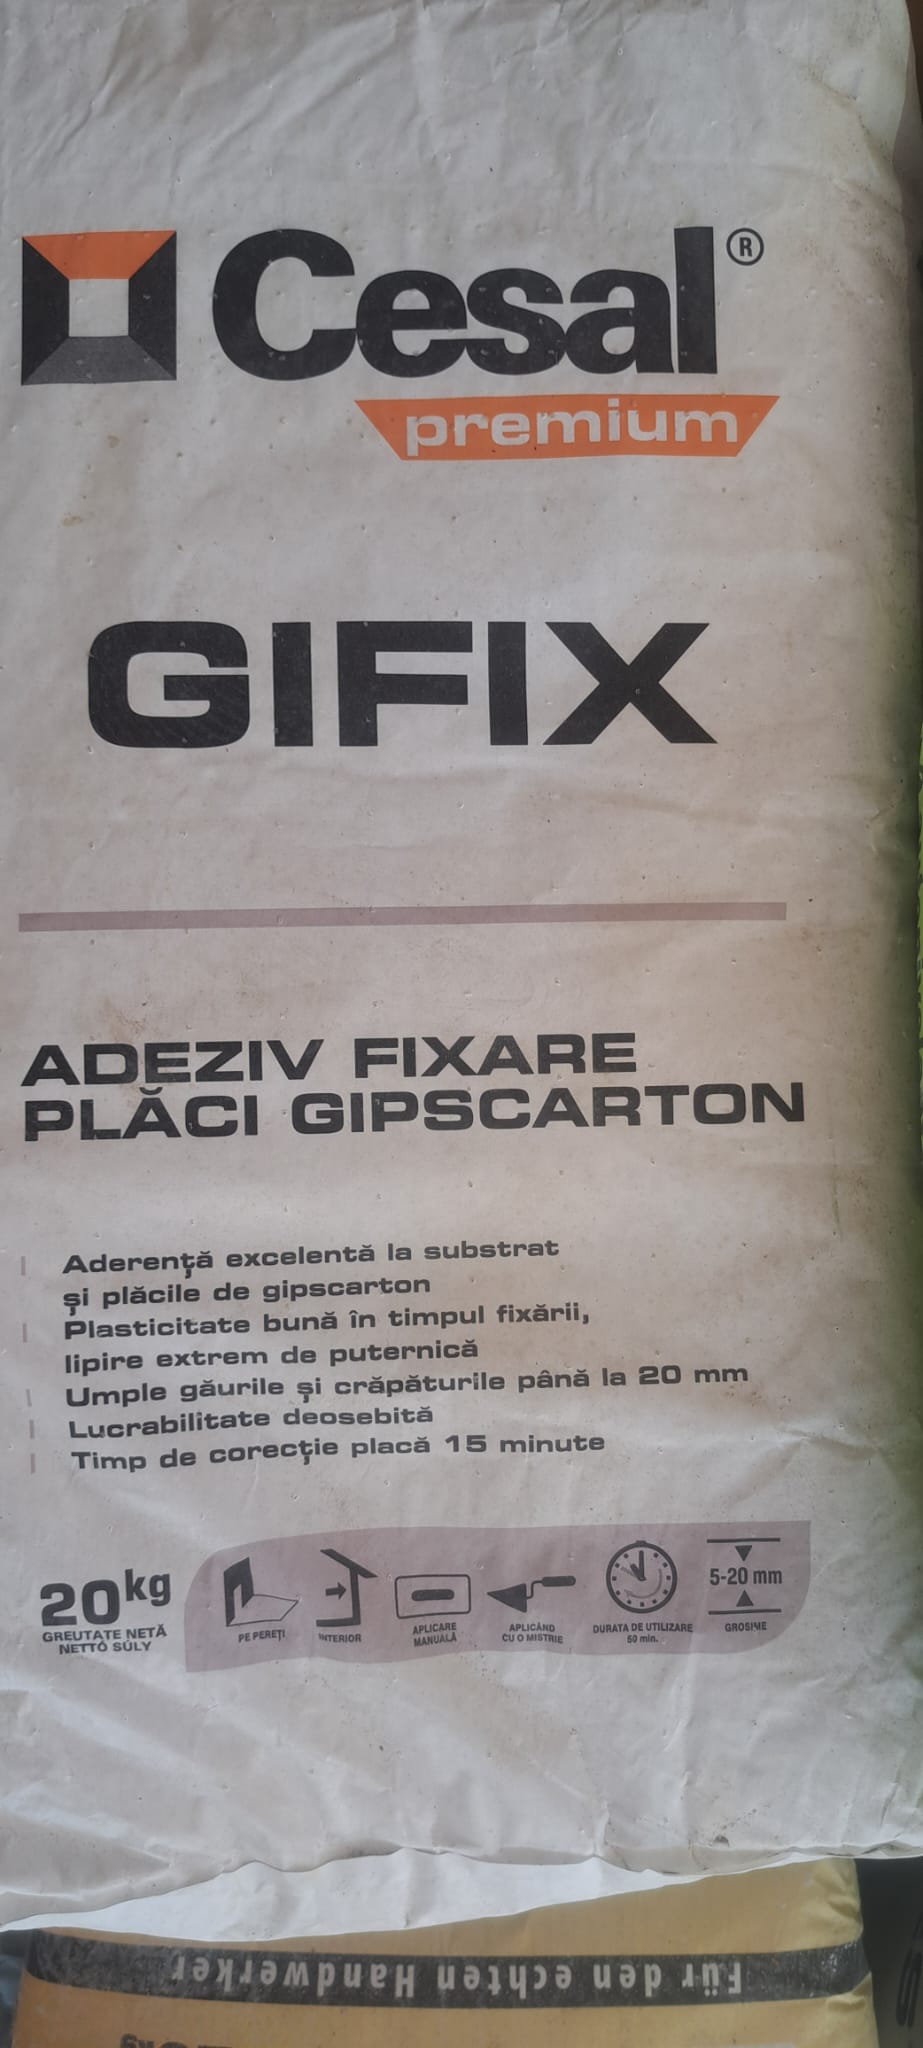 Cesal®
premium
GIFIX
ADEZIV FIXARE
PLĂCI GIPSCARTON
Aderență excelentă la substrat
și plăcile de gipscarton
Plasticitate bună în timpul fixării,
lipire extrem de puternică
Umple găurile și crăpăturile până la 20 mm
Lucrabilitate deosebită
Timp de corecție placă 15 minute
20kg
GREUTATE NETĂ
NETTÓ SÚLY
PE PEREȚI
INTERIOR
APLICARE
MANUALĂ
APLICÂND
CU O MISTRIE
DURATA DE UTILIZARE
60 min.
5-20 mm
GROSIME
Für den echten Handwerker